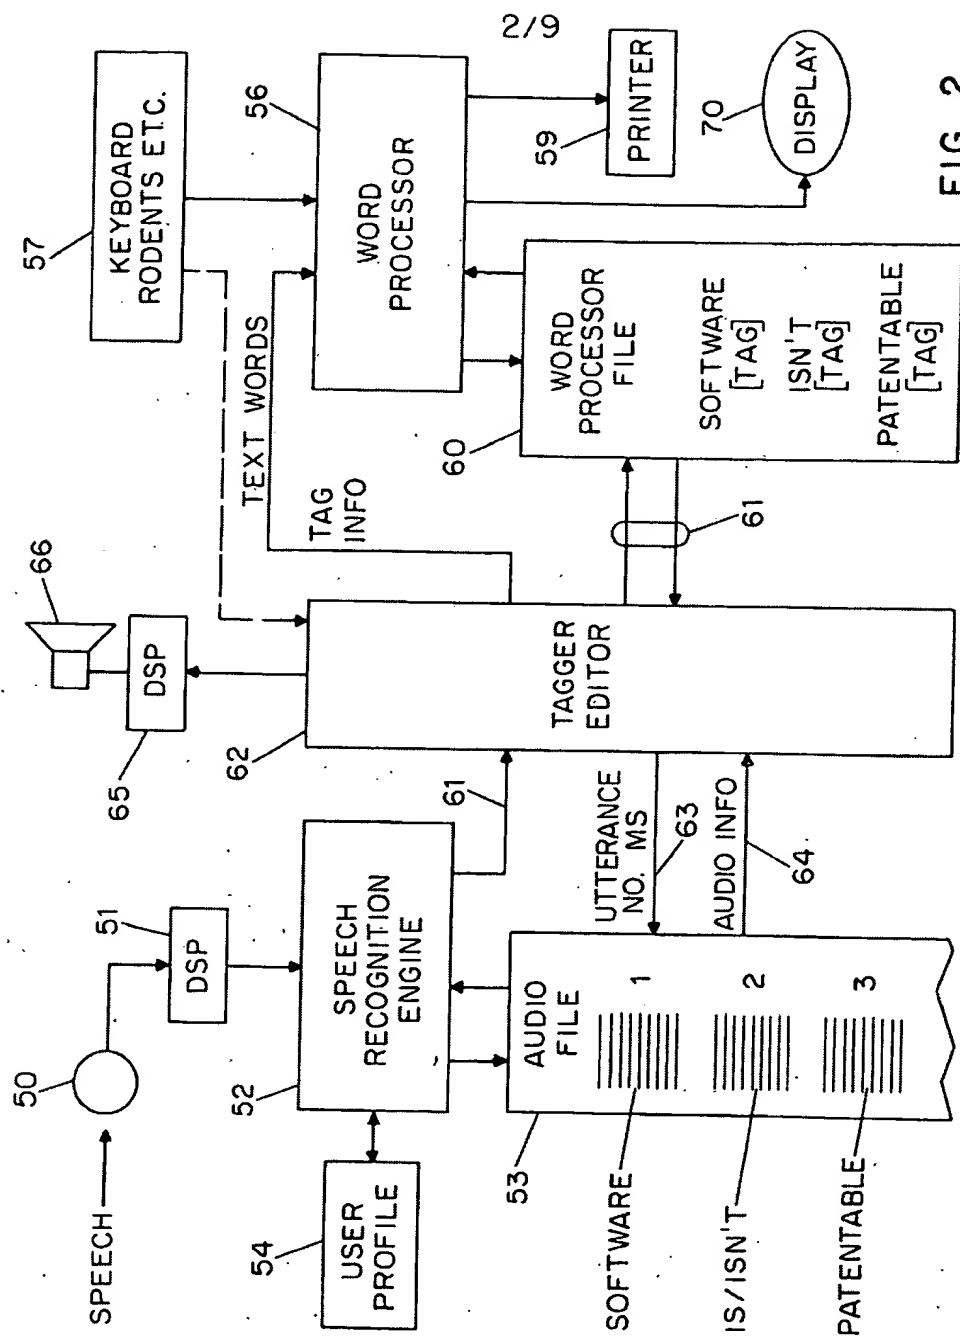 2/9
SPEECH
50
51
DSP
65
DSP
66
57
KEYBOARD
RODENTS ETC.
54
USER
PROFILE
52
SPEECH
RECOGNITION
ENGINE
61
62
TAGGER
EDITOR
TEXT WORDS
TAG
INFO
56
WORD
PROCESSOR
53
AUDIO
FILE
1
2
3
SOFTWARE
IS/ISN'T
PATENTABLE
UTTERANCE
NO. MS
63
AUDIO INFO
64
61
60
WORD
PROCESSOR
FILE
SOFTWARE
[TAG]
ISN'T
[TAG]
PATENTABLE
[TAG]
59
PRINTER
70
DISPLAY
FIG. 2